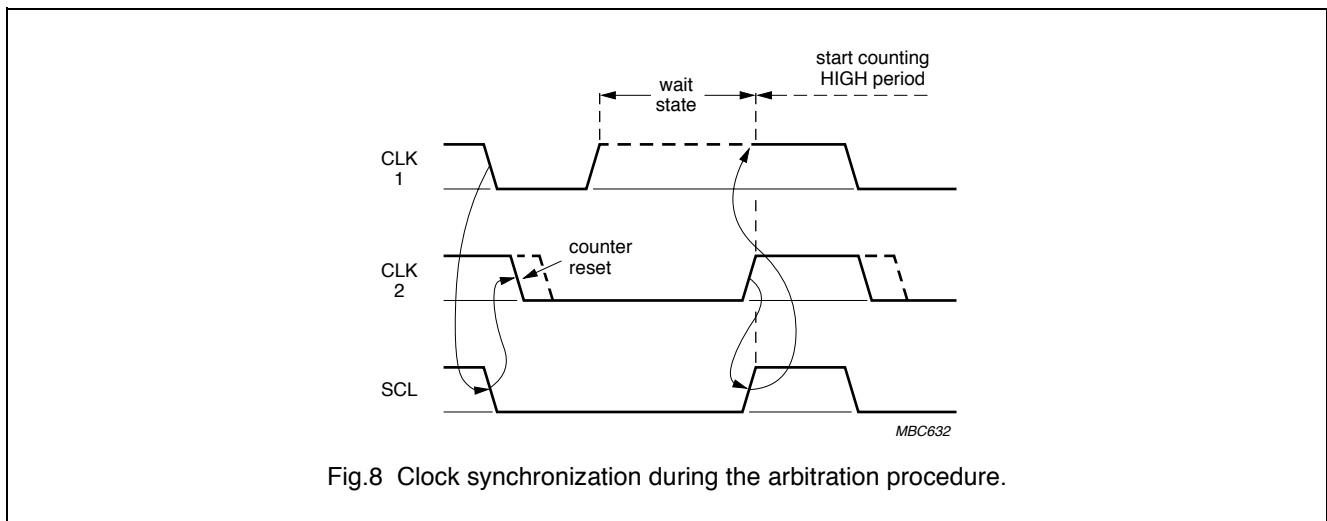 start counting
HIGH period
wait
state
CLK
1
counter
reset
CLK
2
SCL
MBC632
Fig.8 Clock synchronization during the arbitration procedure.